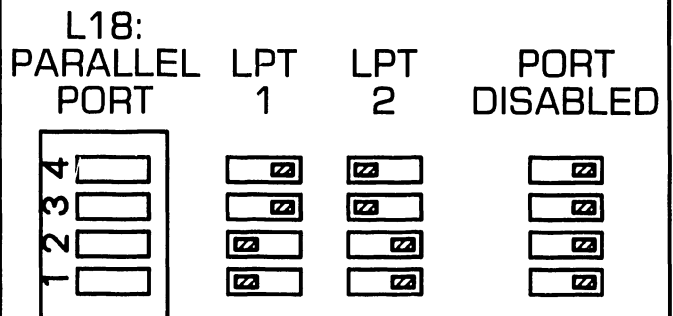 L18:
PARALLEL LPT LPT PORT
PORT 1 2 DISABLED
4
3
2
1